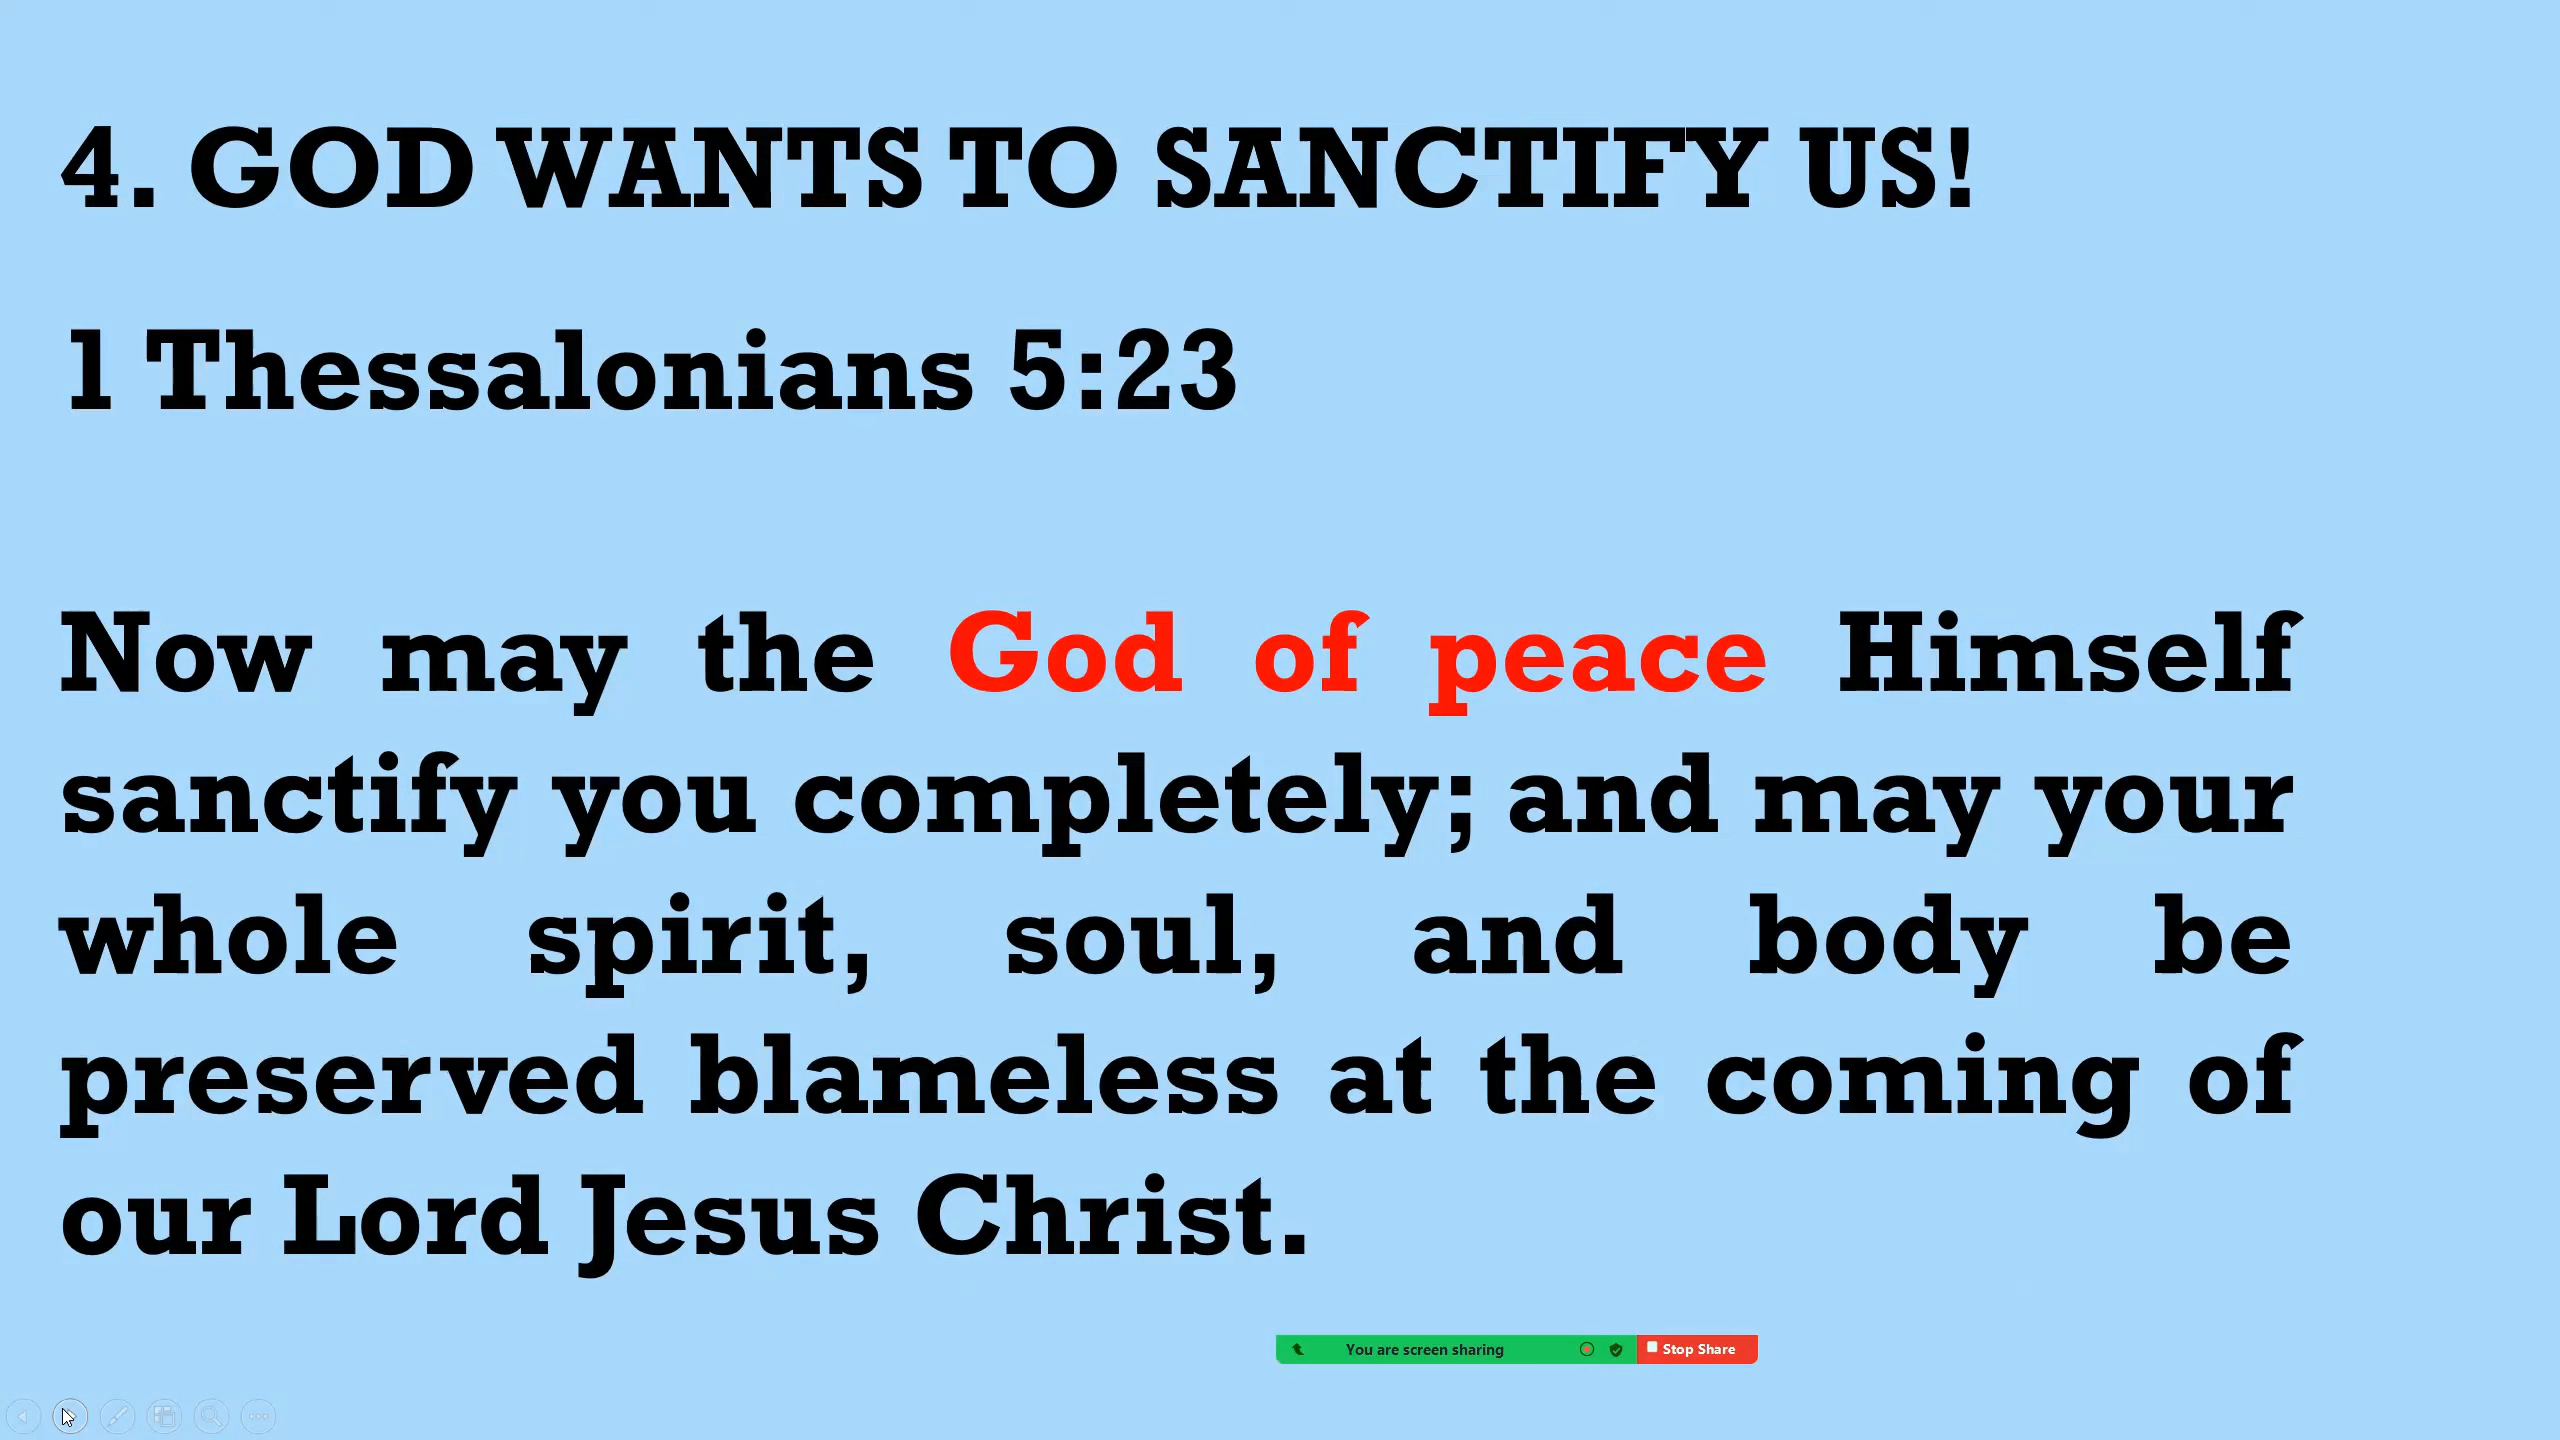 4. GOD WANTS TO SANCTIFY US!
1 Thessalonians 5:23
Now may the God of peace Himself
sanctify you completely; and may your
whole spirit, soul, and body be
preserved blameless at the coming of
our Lord Jesus Christ.
You are screen sharing Stop Share